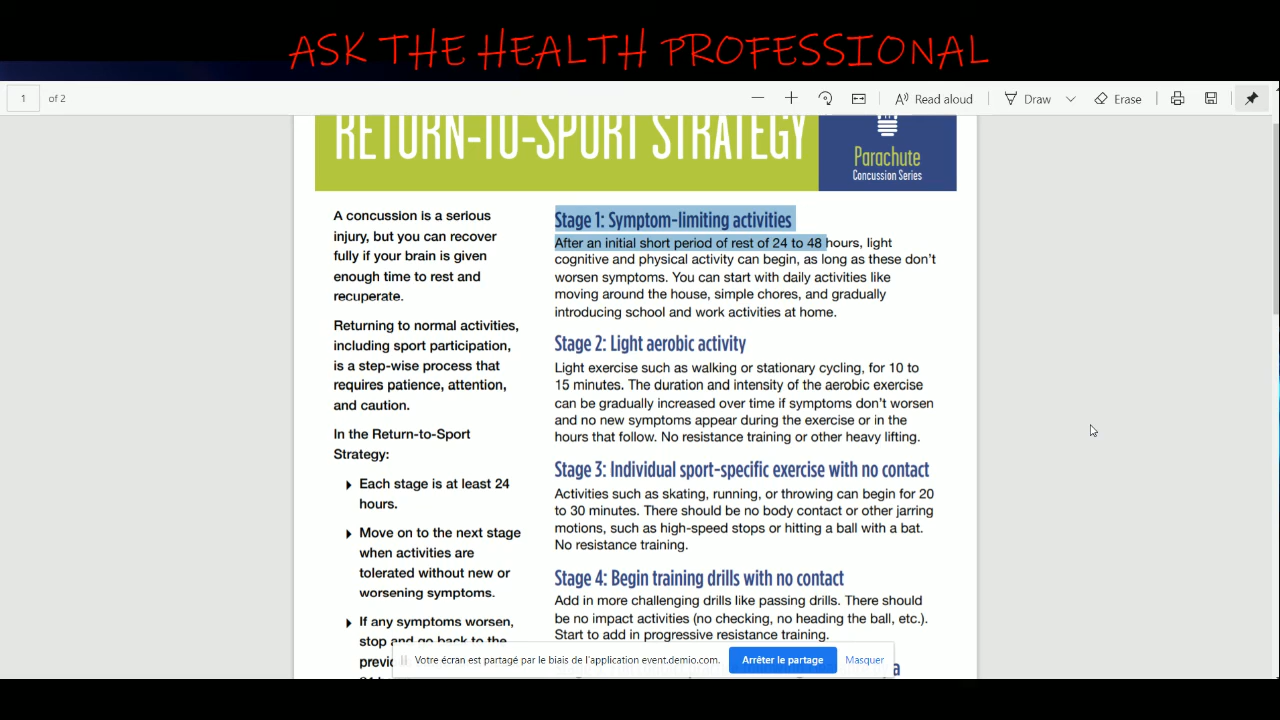 ASK THE HEALTH PROFESSIONAL
1 of 2
Read aloud
Draw
Erase
RETURN-TO-SPORT STRATEGY
Parachute
Concussion Series
A concussion is a serious
injury, but you can recover
fully if your brain is given
enough time to rest and
recuperate.
Returning to normal activities,
including sport participation,
is a step-wise process that
requires patience, attention,
and caution.
In the Return-to-Sport
Strategy:
Each stage is at least 24
hours.
Move on to the next stage
when activities are
tolerated without new or
worsening symptoms.
If any symptoms worsen,
stop and go back to the
Stage 1: Symptom-limiting activities
After an initial short period of rest of 24 to 48 hours, light
cognitive and physical activity can begin, as long as these don't
worsen symptoms. You can start with daily activities like
moving around the house, simple chores, and gradually
introducing school and work activities at home.
Stage 2: Light aerobic activity
Light exercise such as walking or stationary cycling, for 10 to
15 minutes. The duration and intensity of the aerobic exercise
can be gradually increased over time if symptoms don't worsen
and no new symptoms appear during the exercise or in the
hours that follow. No resistance training or other heavy lifting.
Stage 3: Individual sport-specific exercise with no contact
Activities such as skating, running, or throwing can begin for 20
to 30 minutes. There should be no body contact or other jarring
motions, such as high-speed stops or hitting a ball with a bat.
No resistance training.
Stage 4: Begin training drills with no contact
Add in more challenging drills like passing drills. There should
be no impact activities (no checking, no heading the ball, etc.).
Start to add in progressive resistance training.
Votre écran est partagé par le biais de l'application event.demio.com.
Arrêter le partage
Masquer